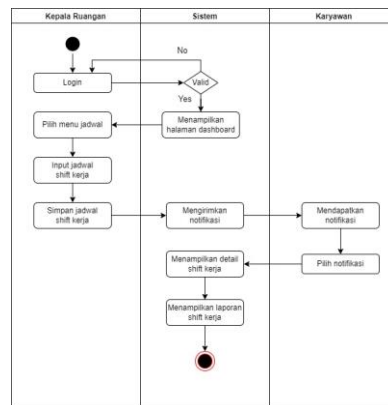 Kepala Ruangan
Sistem
Karyawan
No
Login
Valid
Yes
Pilih menu jadwal
Menampilkan
halaman dashboard
Input jadwal
shift kerja
Simpan jadwal
shift kerja
Mengirimkan
notifikasi
Mendapatkan
notifikasi
Menampilkan detail
shift kerja
Pilih notifikasi
Menampilkan laporan
shift kerja